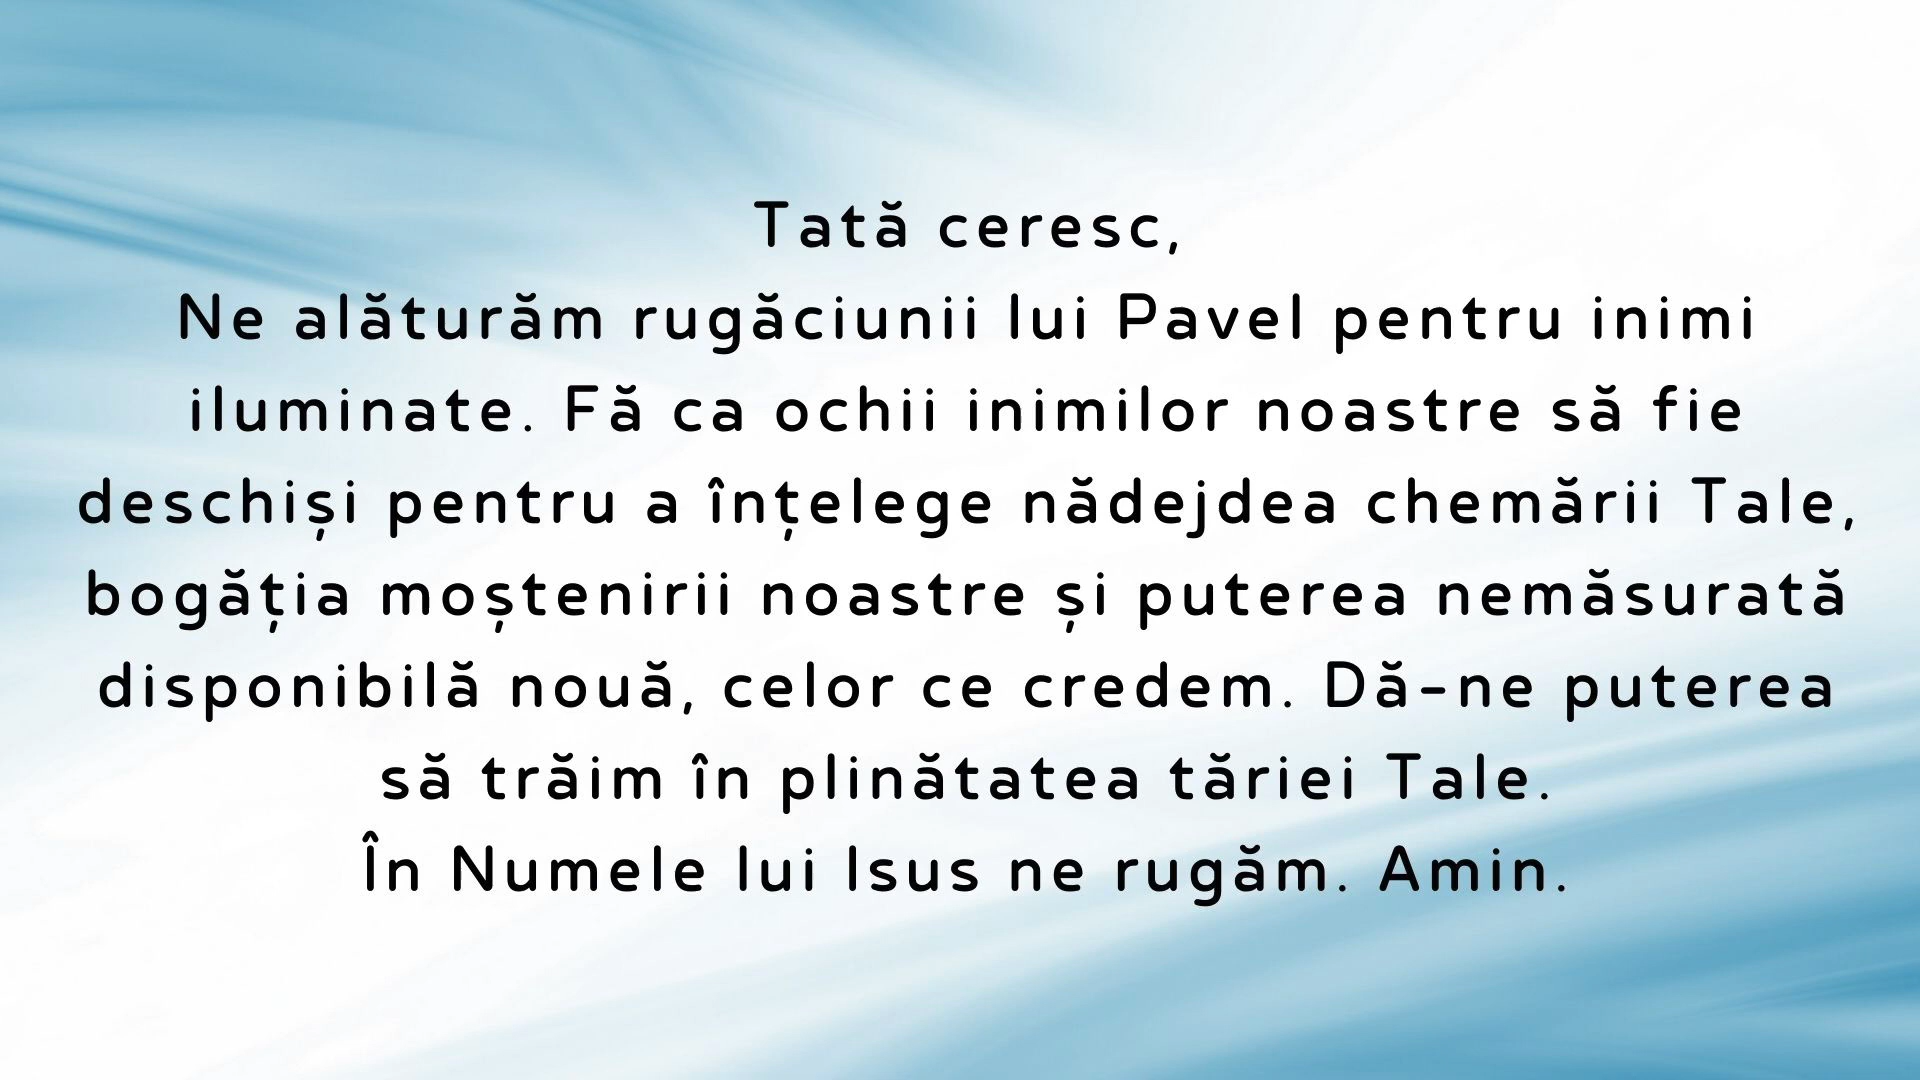 Tată ceresc,
Ne alăturăm rugăciunii lui Pavel pentru inimi
iluminate. Fă ca ochii inimilor noastre să fie
deschiși pentru a înțelege nădejdea chemării Tale,
bogăția moștenirii noastre și puterea nemăsurată
disponibilă nouă, celor ce credem. Dă-ne puterea
să trăim în plinătatea tăriei Tale.
În Numele lui Isus ne rugăm. Amin.